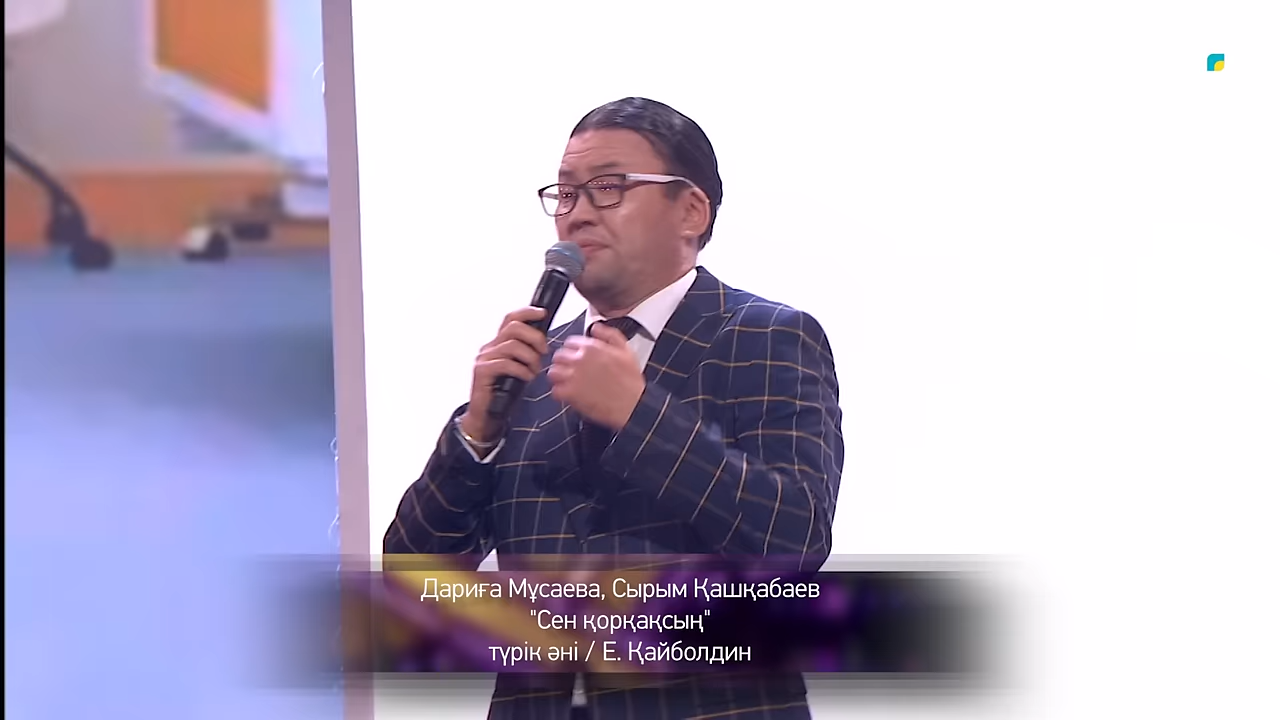 Дариға Мұсаева, Сырым Қашқабаев
"Сен қорқақсың"
түрік әні / Е. Қайболдин